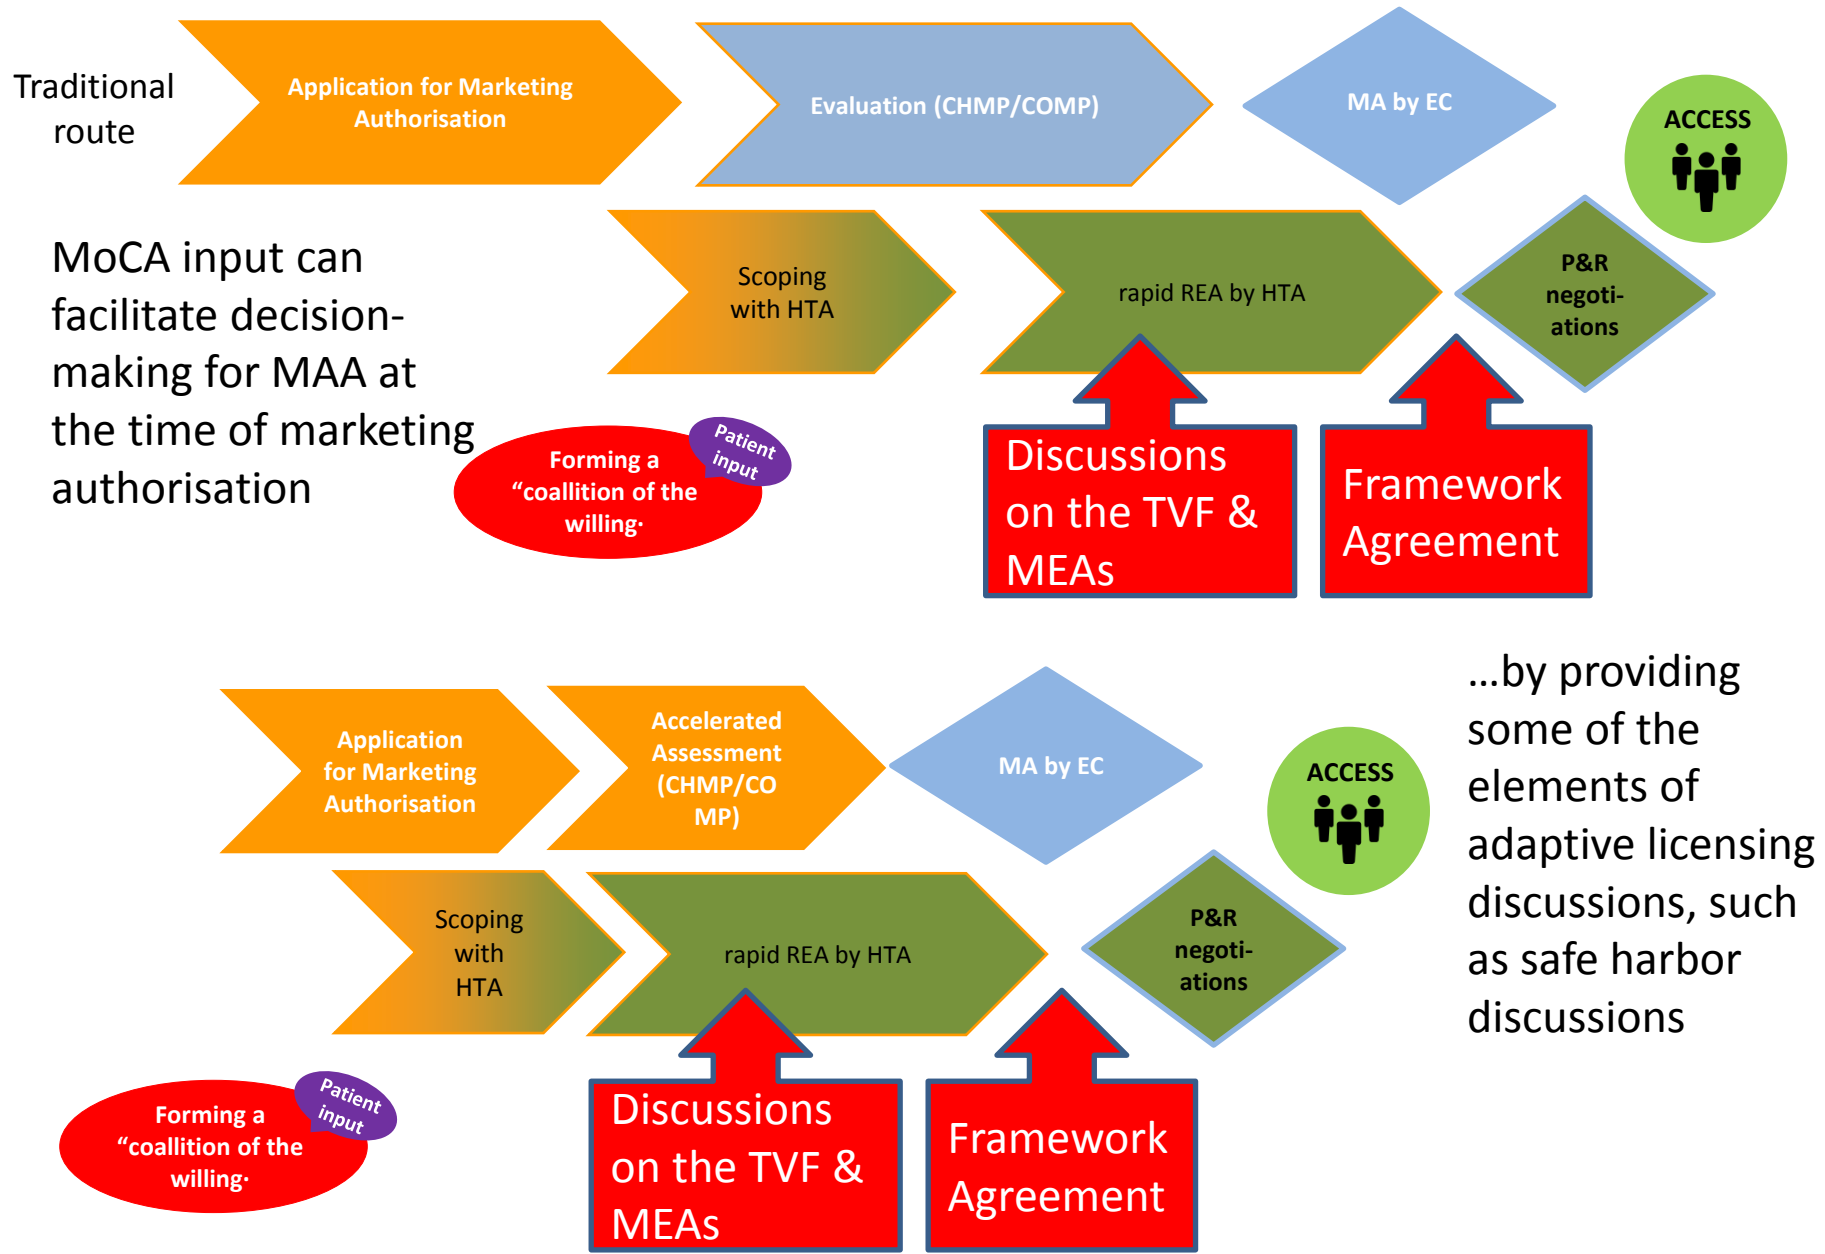 Traditional
route
Application for Marketing
Authorisation
Evaluation (CHMP/COMP)
MA by EC
ACCESS
MoCA input can
facilitate decision-
making for MAA at
the time of marketing
authorisation
Scoping
with HTA
rapid REA by HTA
P&R
negoti-
ations
Forming a
“coallition of the
willing·
Patient
input
Discussions
on the TVF &
MEAs
Framework
Agreement
Application
for Marketing
Authorisation
Accelerated
Assessment
(CHMP/CO
MP)
MA by EC
ACCESS
Scoping
with
HTA
rapid REA by HTA
P&R
negoti-
ations
Forming a
“coallition of the
willing·
Patient
input
Discussions
on the TVF &
MEAs
Framework
Agreement
...by providing
some of the
elements of
adaptive licensing
discussions, such
as safe harbor
discussions